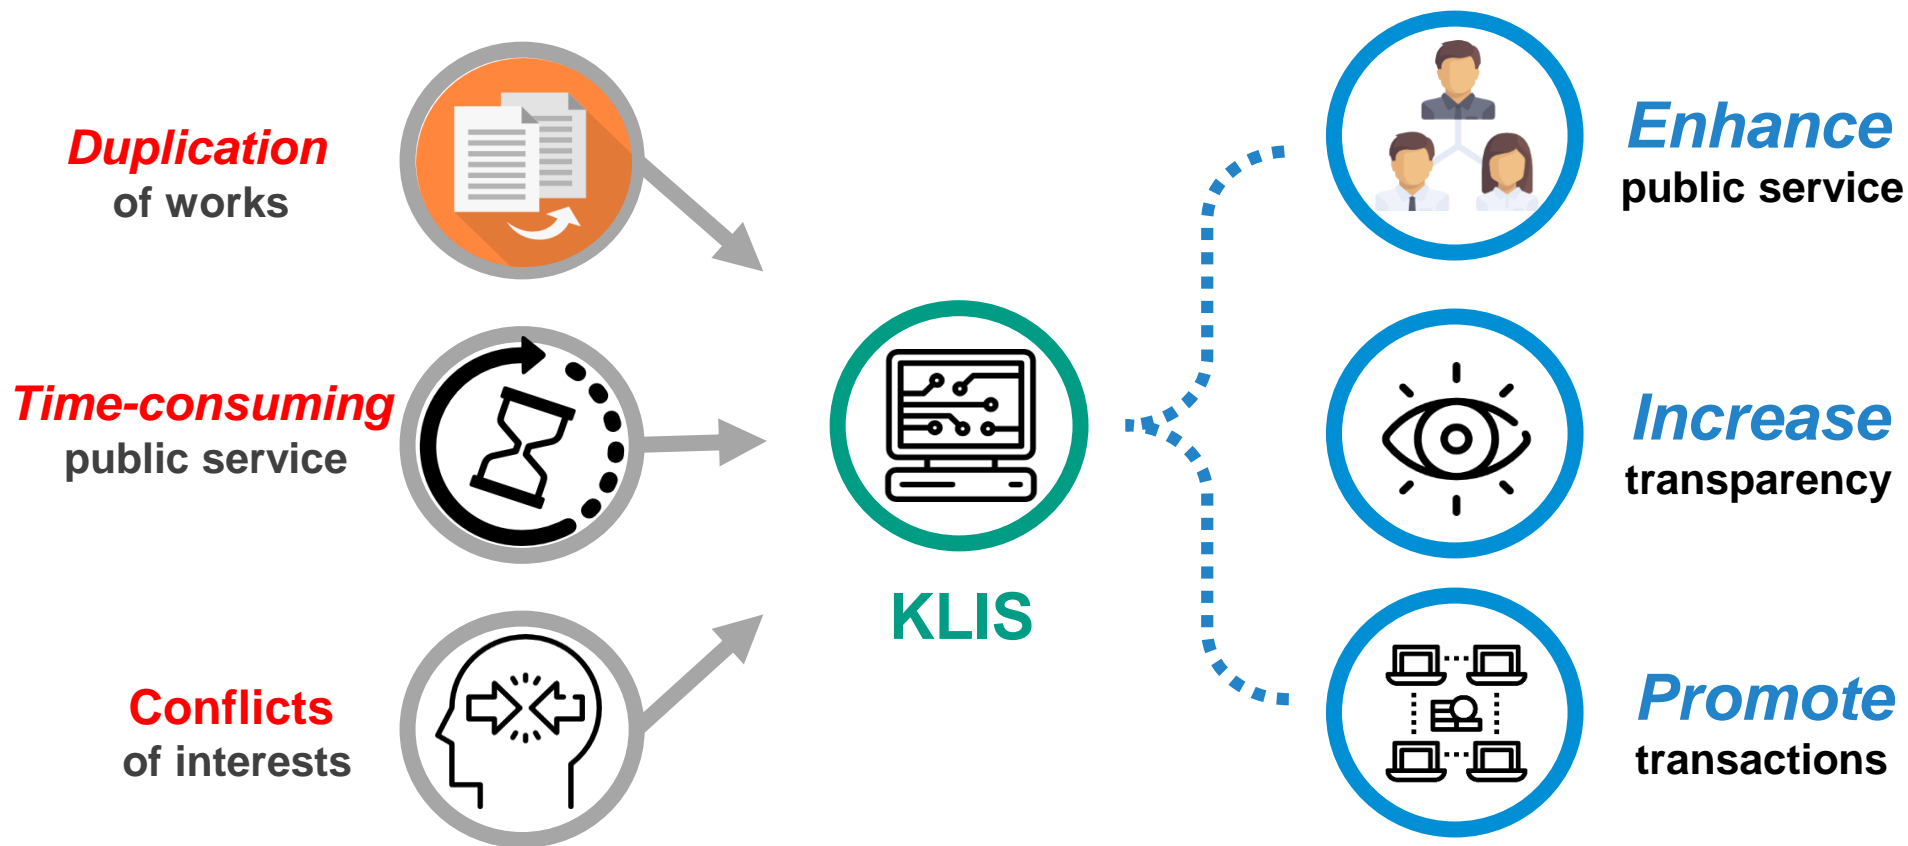 Duplication
of works
Time-consuming
public service
Conflicts
of interests
KLIS
Enhance
public service
Increase
transparency
Promote
transactions